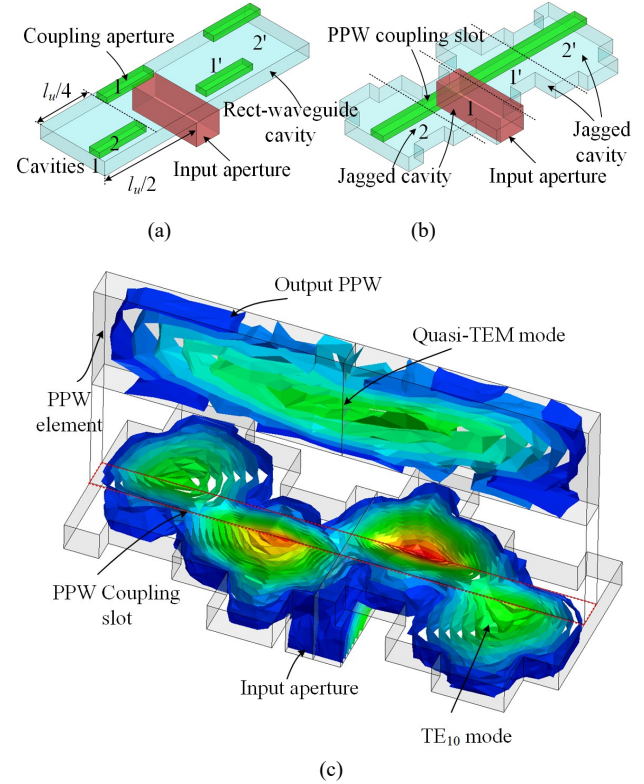 Coupling aperture
1
1'
2'
l_u/4
2
Rect-waveguide
cavity
Cavities 1
l_u/2
Input aperture
(a)
PPW coupling slot
2'
1'
1
2
Jagged
cavity
Jagged cavity
Input aperture
(b)
Output PPW
Quasi-TEM mode
PPW
element
PPW Coupling
slot
Input aperture
TE₁₀ mode
(c)